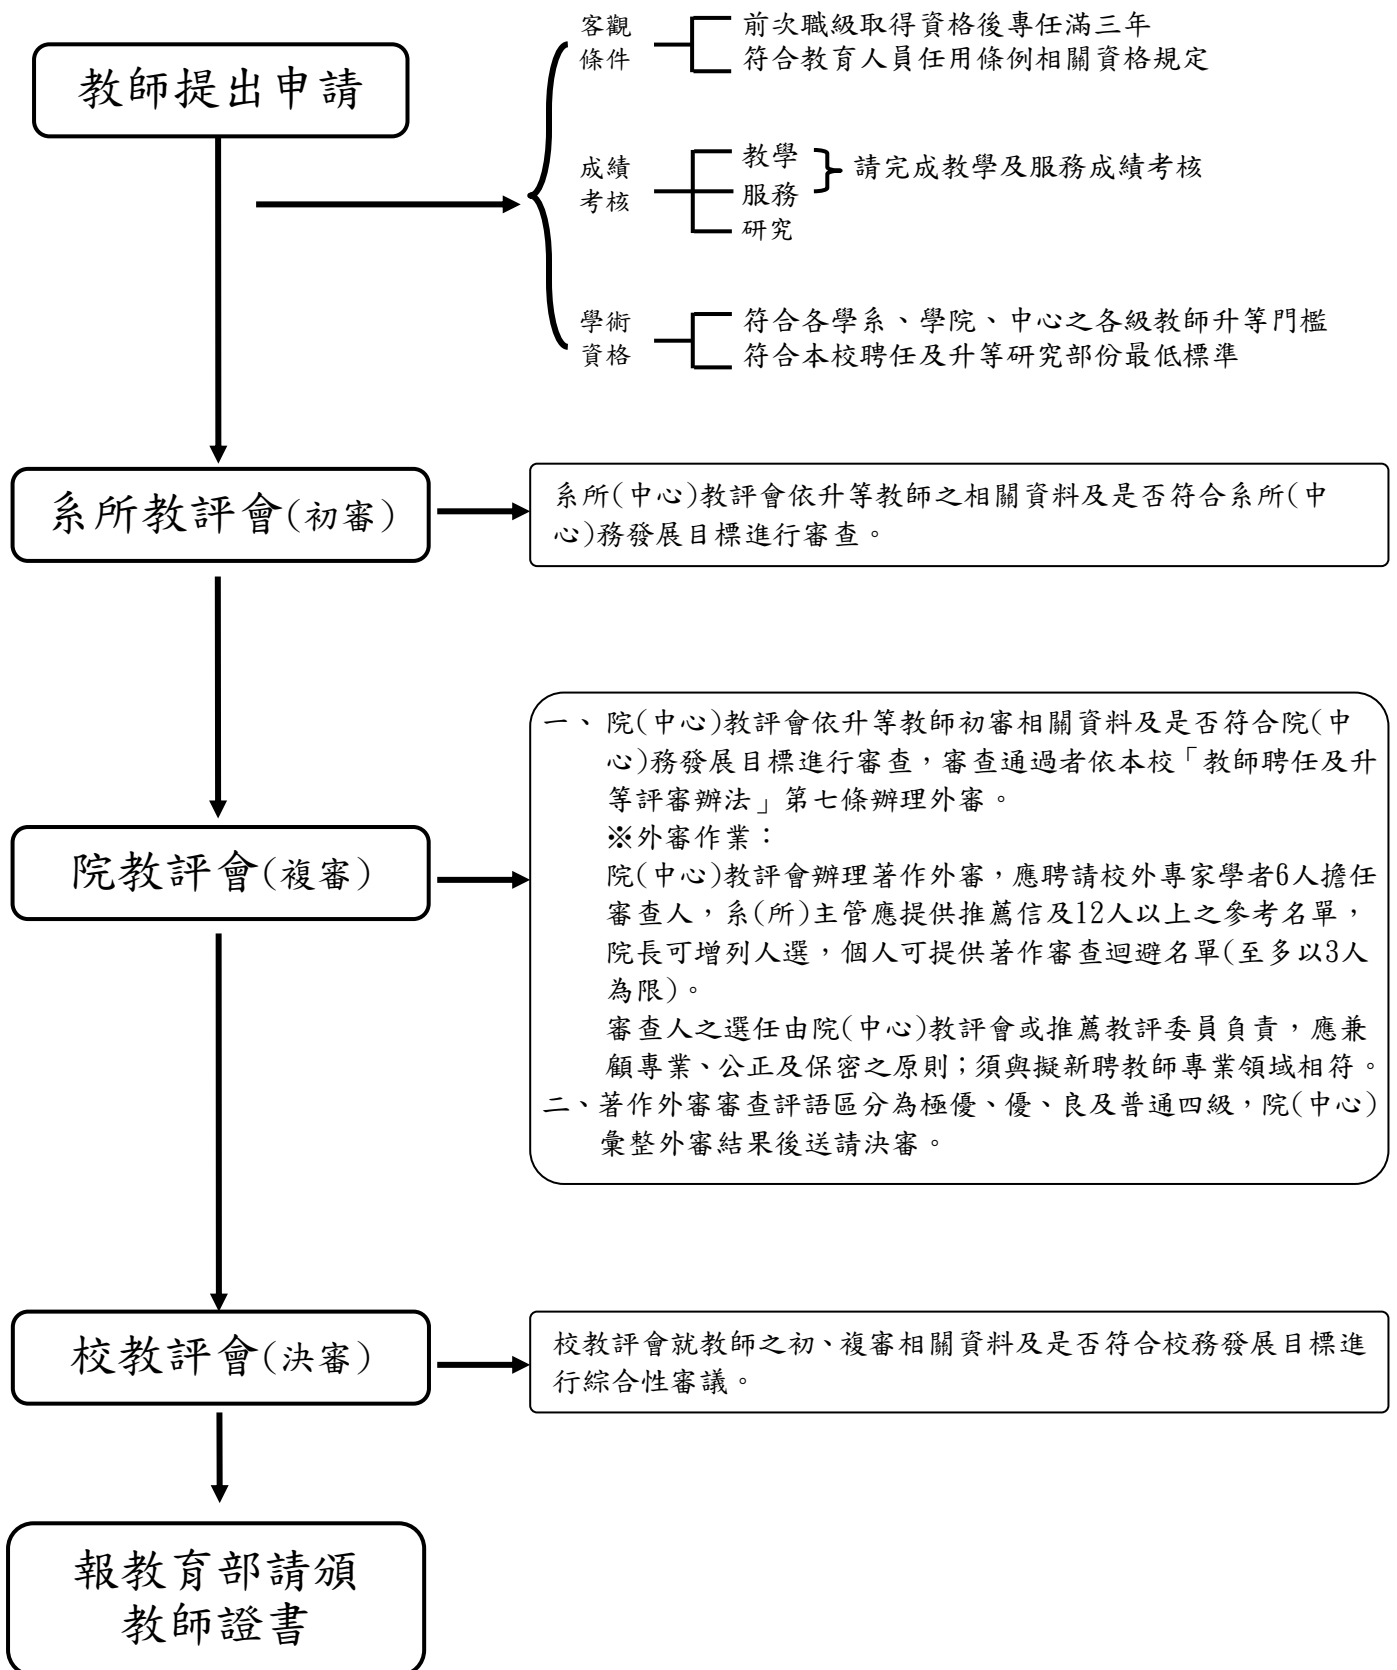 教師提出申請
客觀
條件
前次職級取得資格後專任滿三年
符合教育人員任用條例相關資格規定
成績
考核
教學
服務
研究
請完成教學及服務成績考核
學術
資格
符合各學系、學院、中心之各級教師升等門檻
符合本校聘任及升等研究部份最低標準
系所教評會(初審)
系所(中心)教評會依升等教師之相關資料及是否符合系所(中
心)務發展目標進行審查。
院教評會(複審)
一、院(中心)教評會依升等教師初審相關資料及是否符合院(中
心)務發展目標進行審查，審查通過者依本校「教師聘任及升
等評審辦法」第七條辦理外審。
※外審作業：
院(中心)教評會辦理著作外審，應聘請校外專家學者6人擔任
審查人，系(所)主管應提供推薦信及12人以上之參考名單，
院長可增列人選，個人可提供著作審查迴避名單(至多以3人
為限)。
審查人之選任由院(中心)教評會或推薦教評委員負責，應兼
顧專業、公正及保密之原則；須與擬新聘教師專業領域相符。
二、著作外審審查評語區分為極優、優、良及普通四級，院(中心)
彙整外審結果後送請決審。
校教評會(決審)
校教評會就教師之初、複審相關資料及是否符合校務發展目標進
行綜合性審議。
報教育部請頒
教師證書